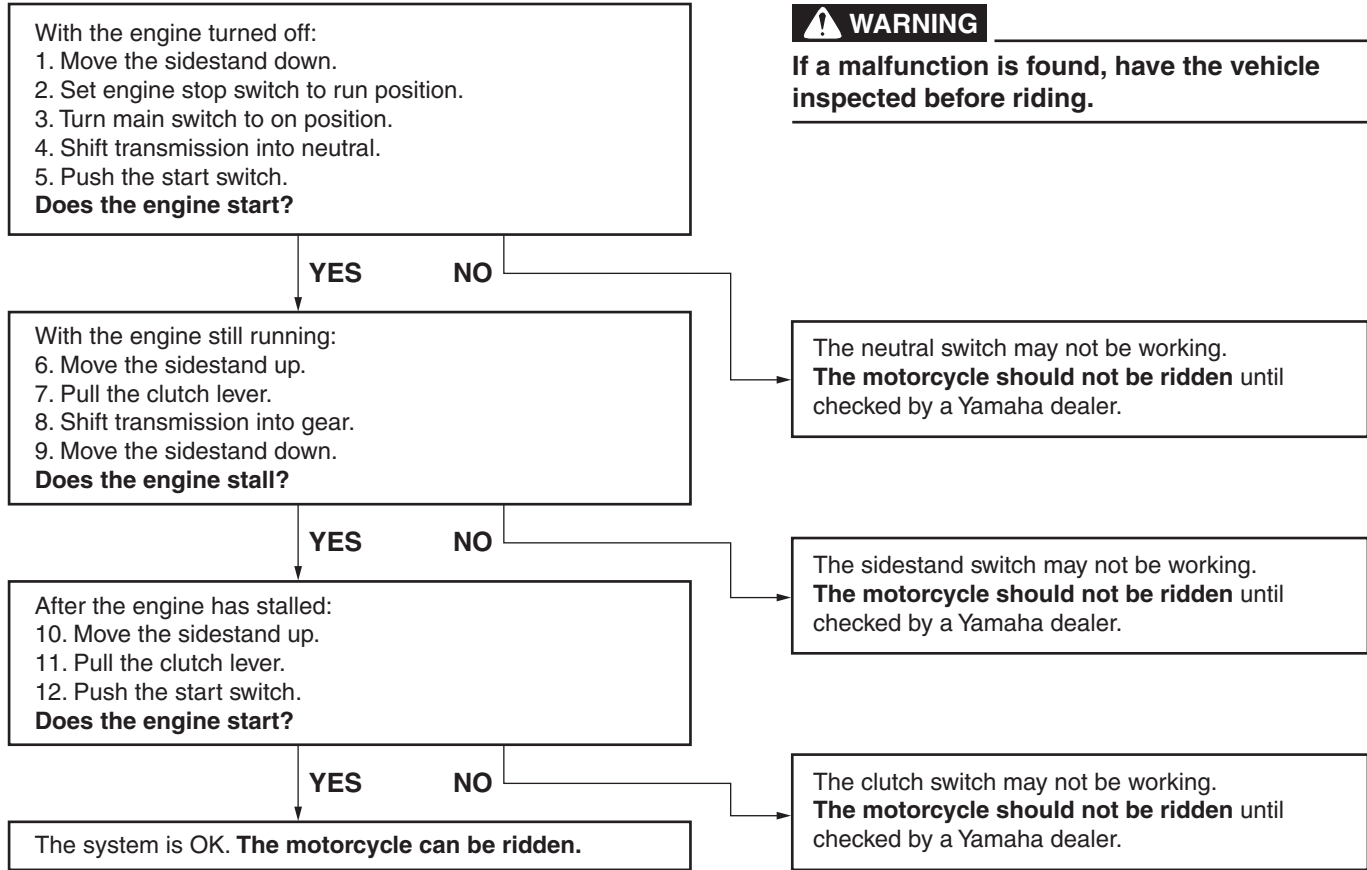 With the engine turned off:
1. Move the sidestand down.
2. Set engine stop switch to run position.
3. Turn main switch to on position.
4. Shift transmission into neutral.
5. Push the start switch.
Does the engine start?
WARNING
If a malfunction is found, have the vehicle
inspected before riding.
YES NO
With the engine still running:
6. Move the sidestand up.
7. Pull the clutch lever.
8. Shift transmission into gear.
9. Move the sidestand down.
Does the engine stall?
The neutral switch may not be working.
The motorcycle should not be ridden until
checked by a Yamaha dealer.
YES NO
After the engine has stalled:
10. Move the sidestand up.
11. Pull the clutch lever.
12. Push the start switch.
Does the engine start?
The sidestand switch may not be working.
The motorcycle should not be ridden until
checked by a Yamaha dealer.
YES NO
The system is OK. The motorcycle can be ridden.
The clutch switch may not be working.
The motorcycle should not be ridden until
checked by a Yamaha dealer.